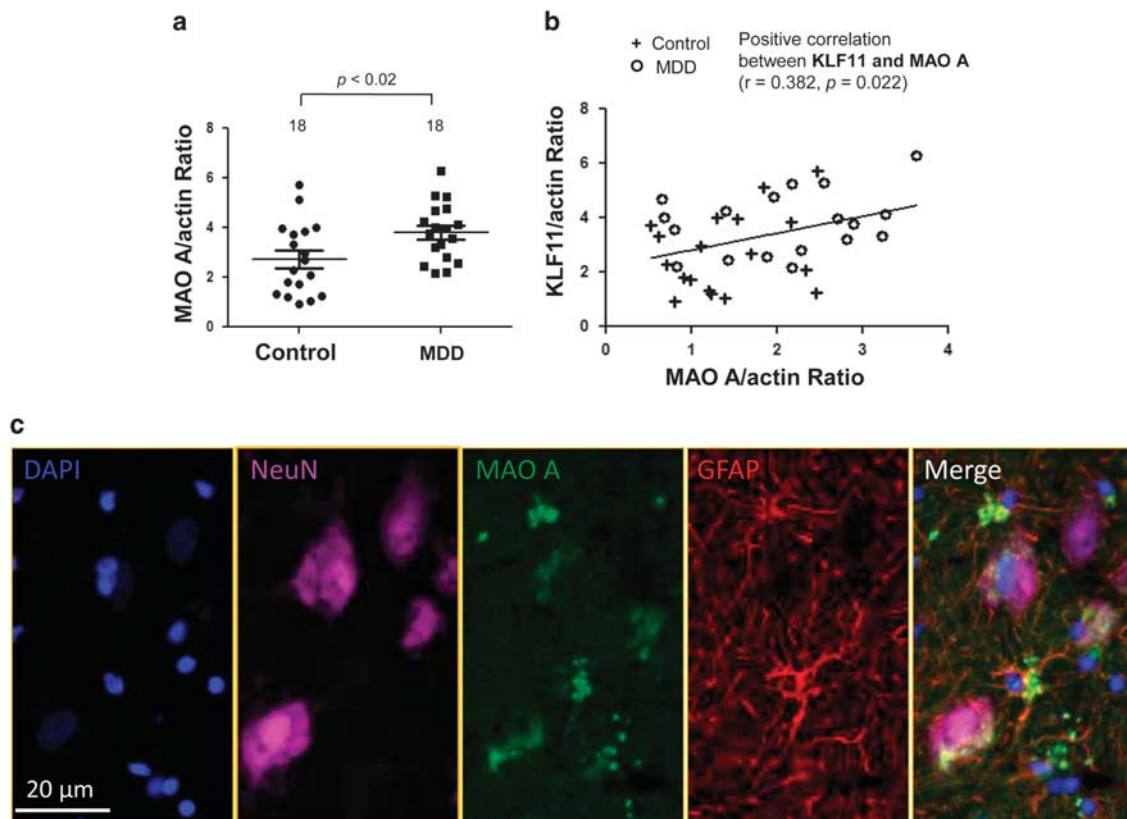 a
p < 0.02
18 18
MAO A/actin Ratio
8
6
4
2
0
Control MDD
b
+ Control
o MDD
Positive correlation
between KLF11 and MAO A
(r = 0.382, p = 0.022)
KLF11/actin Ratio
8
6
4
2
0
0 1 2 3 4
MAO A/actin Ratio
c
DAPI NeuN MAO A GFAP Merge
20 µm